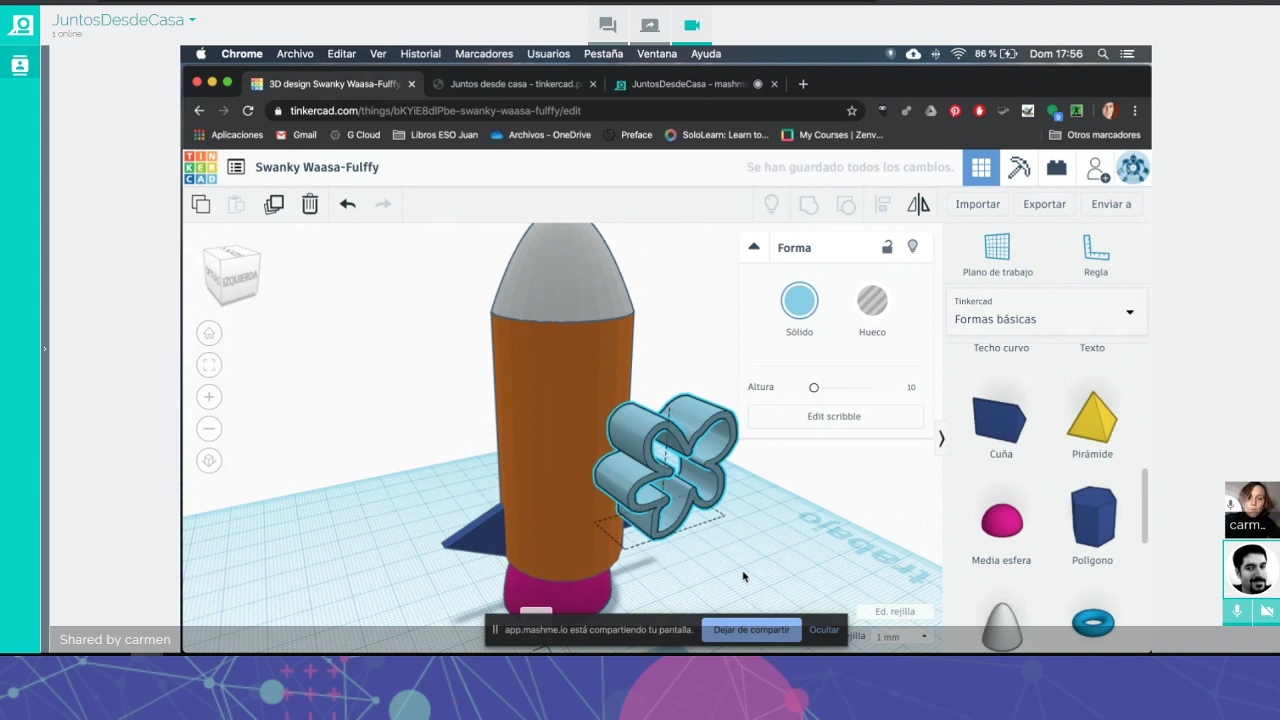 JuntosDesdeCasa
1 online
Chrome Archivo Editar Ver Historial Marcadores Usuarios Pestaña Ventana Ayuda 86 % Dom 17:56
3D design Swanky Waasa-Fulffy Juntos desde casa - tinkercad.p JuntosDesdeCasa - mashme
tinkercad.com/things/bKYiE8dlPbe-swanky-waasa-fulffy/edit
Aplicaciones Gmail G Cloud Libros ESO Juan Archivos - OneDrive Preface SoloLearn: Learn to... My Courses | Zenv... Otros marcadores
TIN
KER
CAD
Swanky Waasa-Fulffy Se han guardado todos los cambios.
Importar Exportar Enviar a
Forma
IZQUIERDA
Plano de trabajo Regla
Tinkercad
Formas básicas
Sólido Hueco
Techo curvo Texto
Altura 10
Edit scribble
Cuña Pirámide
trabajo
Media esfera Polígono
carm...
Ed. rejilla
app.mashme.io está compartiendo tu pantalla. Dejar de compartir Ocultar
ejilla 1 mm
Shared by carmen